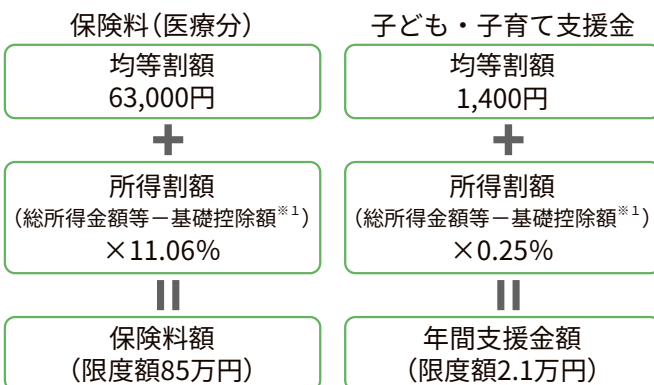 保険料(医療分)
均等割額
63,000円
+
所得割額
(総所得金額等−基礎控除額※1)
×11.06%
=
保険料額
(限度額85万円)
子ども・子育て支援金
均等割額
1,400円
+
所得割額
(総所得金額等−基礎控除額※1)
×0.25%
=
年間支援金額
(限度額2.1万円)